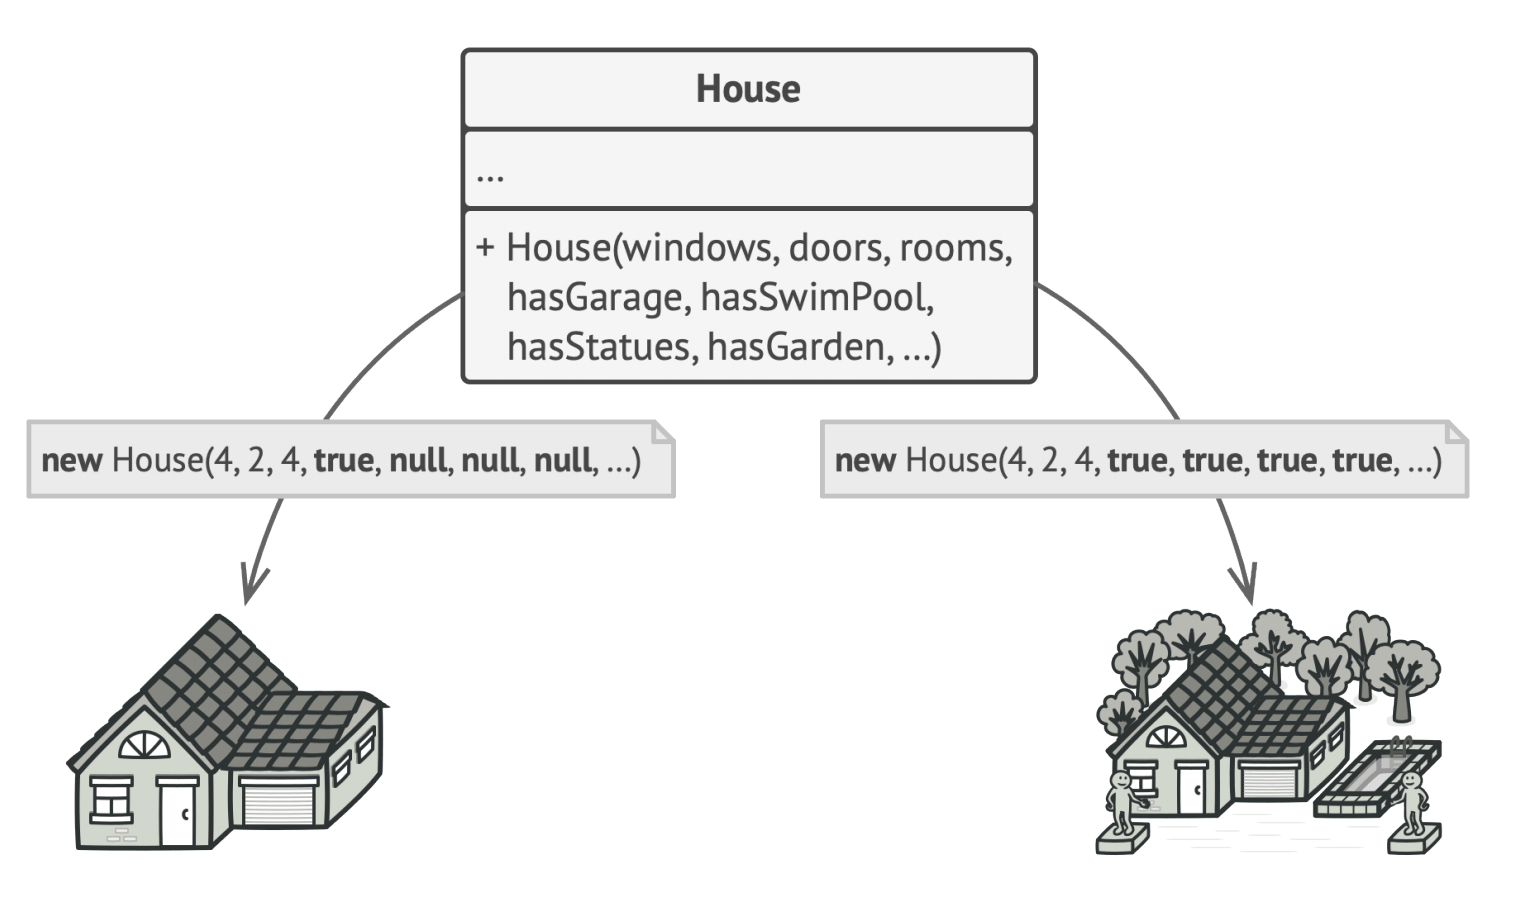 House
...
+ House(windows, doors, rooms,
hasGarage, hasSwimPool,
hasStatues, hasGarden, ...)
new House(4, 2, 4, true, null, null, null, ...)
new House(4, 2, 4, true, true, true, true, ...)